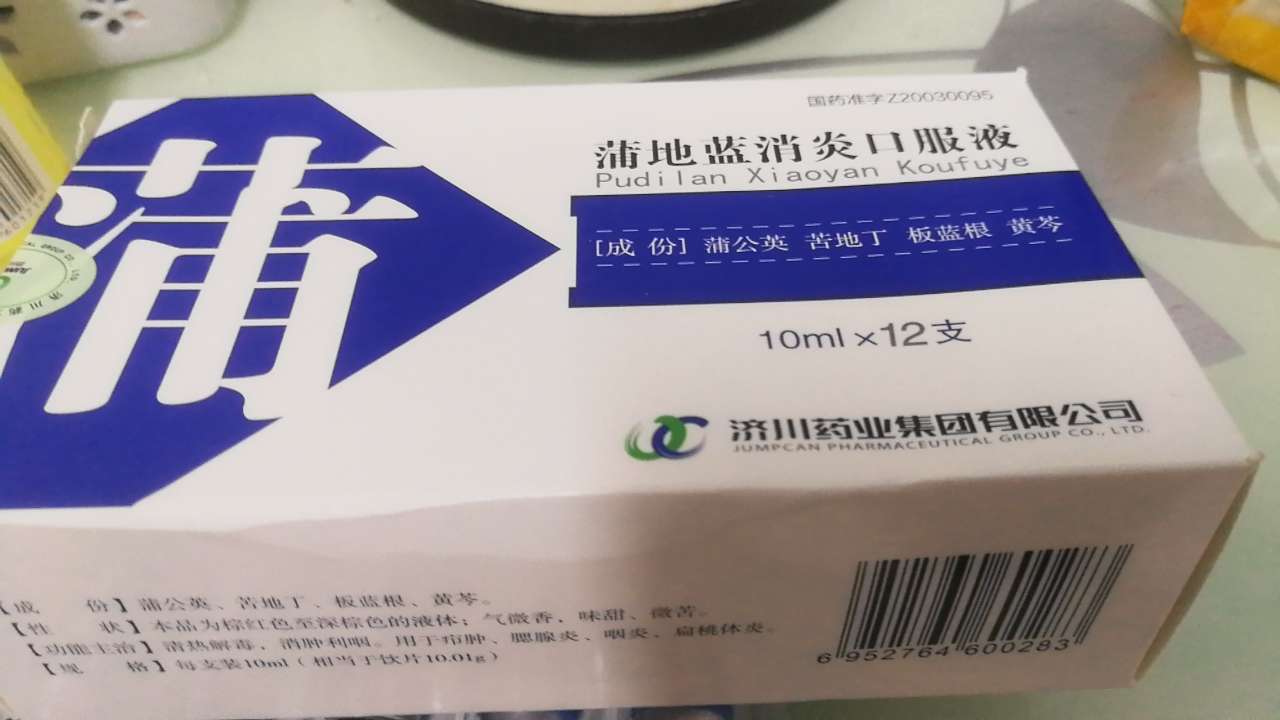 国药准字Z20030095
蒲
蒲地蓝消炎口服液
Pudilan Xiaoyan Koufuye
[成 份] 蒲公英 苦地丁 板蓝根 黄芩
10ml×12支
济川药业集团有限公司
JUMPCAN PHARMACEUTICAL GROUP CO., LTD.
【成 份】蒲公英、苦地丁、板蓝根、黄芩。
【性 状】本品为棕红色至深棕色的液体；气微香，味甜、微苦。
【功能主治】清热解毒，消肿利咽。用于疖肿、腮腺炎、咽炎、扁桃体炎。
【规 格】每支装10ml（相当于饮片10.01g）
6 952764 600283